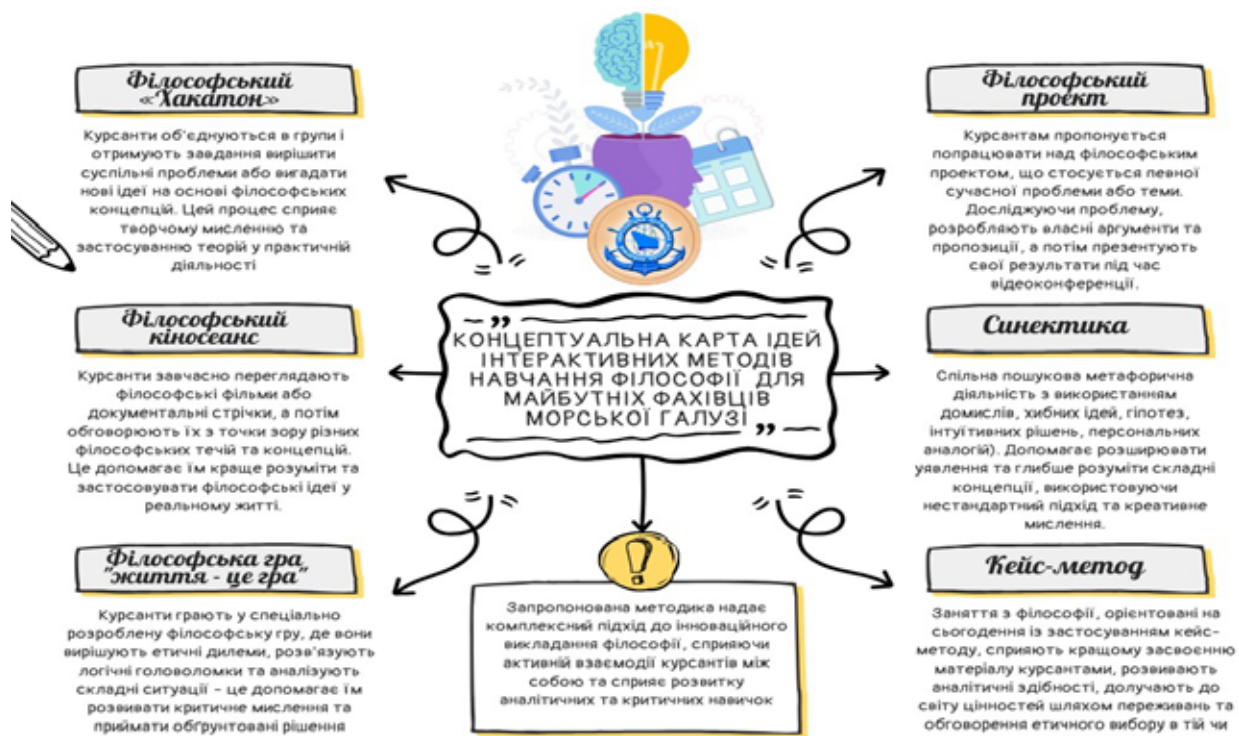 Філософський
«Хакатон»
Курсанти об'єднуються в групи і
отримують завдання вирішити
суспільні проблеми або вигадати
нові ідеї на основі філософських
концепцій. Цей процес сприяє
творчому мисленню та
застосуванню теорій у практичній
діяльності
Філософський
кіносеанс
Курсанти завчасно переглядають
філософські фільми або
документальні стрічки, а потім
обговорюють їх з точки зору різних
філософських течій та концепцій.
Це допомагає їм краще розуміти та
застосовувати філософські ідеї у
реальному житті.
Філософська гра
"життя - це гра"
Курсанти грають у спеціально
розроблену філософську гру, де вони
вирішують етичні дилеми, розв'язують
логічні головоломки та аналізують
складні ситуації – це допомагає їм
розвивати критичне мислення та
приймати обґрунтовані рішення
„
КОНЦЕПТУАЛЬНА КАРТА ІДЕЙ
ІНТЕРАКТИВНИХ МЕТОДІВ
НАВЧАННЯ ФІЛОСОФІЇ ДЛЯ
МАЙБУТНІХ ФАХІВЦІВ
МОРСЬКОЇ ГАЛУЗІ
„
Запропонована методика надає
комплексний підхід до інноваційного
викладання філософії, сприяючи
активній взаємодії курсантів між
собою та сприяє розвитку
аналітичних та критичних навичок
Філософський
проект
Курсантам пропонується
попрацювати над філософським
проектом, що стосується певної
сучасної проблеми або теми.
Досліджуючи проблему,
розробляють власні аргументи та
пропозиції, а потім презентують
свої результати під час
відеоконференції.
Синектика
Спільна пошукова метафорична
діяльність з використанням
домислів, хибних ідей, гіпотез,
інтуїтивних рішень, персональних
аналогій). Допомагає розширювати
уявлення та глибше розуміти складні
концепції, використовуючи
нестандартний підхід та креативне
мислення.
Кейс-метод
Заняття з філософії, орієнтовані на
сьогодення із застосуванням кейс-
методу, сприяють кращому засвоєнню
матеріалу курсантами, розвивають
аналітичні здібності, долучають до
світу цінностей шляхом переживань та
обговорення етичного вибору в тій чи